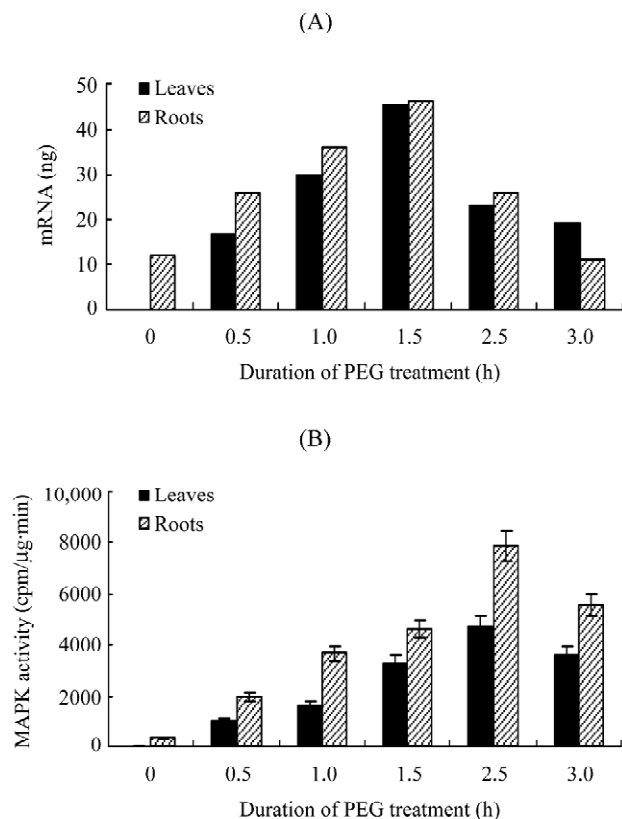 (A)
mRNA (ng)
50
40
30
20
10
0
Leaves
Roots
0 0.5 1.0 1.5 2.5 3.0
Duration of PEG treatment (h)
(B)
MAPK activity (cpm/µg·min)
10,000
8000
6000
4000
2000
0
Leaves
Roots
0 0.5 1.0 1.5 2.5 3.0
Duration of PEG treatment (h)